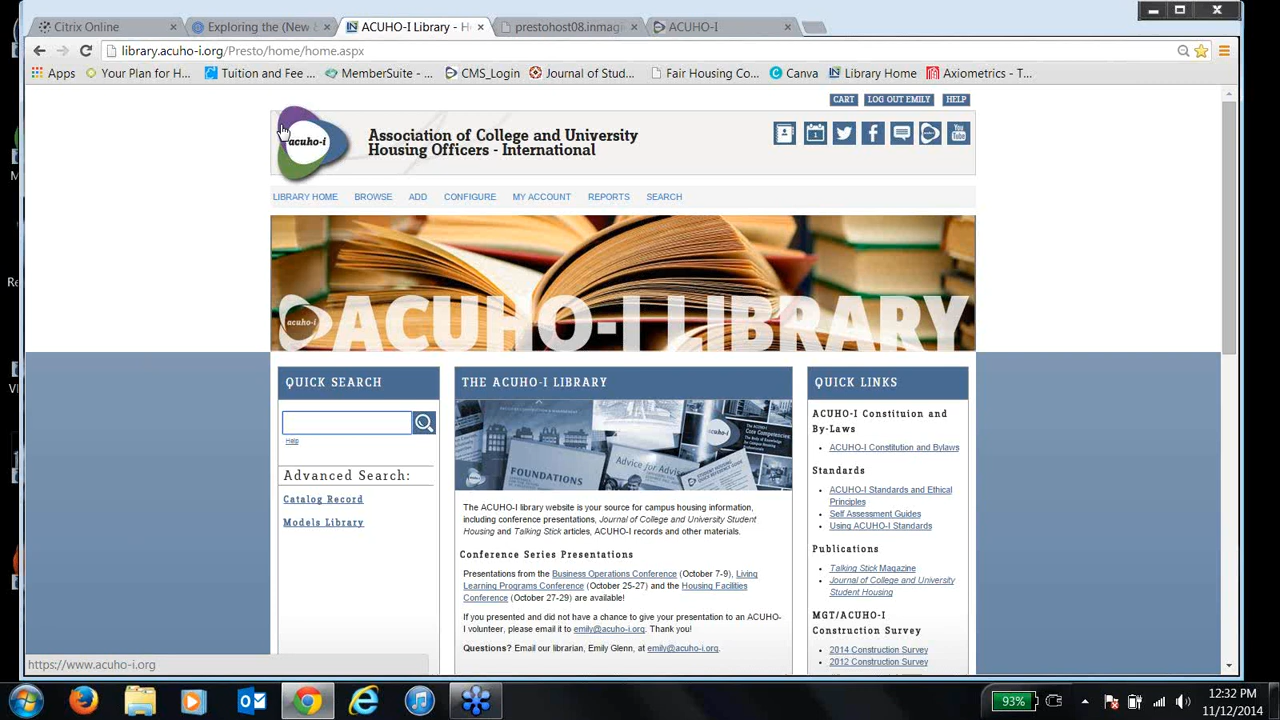 Citrix Online
Exploring the (New
ACUHO-I Library - H
prestohost08.inmagi
ACUHO-I
library.acuho-i.org/Presto/home/home.aspx
Apps
Your Plan for H...
Tuition and Fee ...
MemberSuite - ...
CMS_Login
Journal of Stud...
Fair Housing Co...
Canva
Library Home
Axiometrics - T...
CART
LOG OUT EMILY
HELP
acuho-i
Association of College and University
Housing Officers - International
You
Tube
LIBRARY HOME
BROWSE
ADD
CONFIGURE
MY ACCOUNT
REPORTS
SEARCH
acuho-i
ACUHO-I LIBRARY
QUICK SEARCH
Help
Advanced Search:
Catalog Record
Models Library
THE ACUHO-I LIBRARY
FOUNDATIONS
Advice for Advis
acuho-i
Core Competencies
The ACUHO-I library website is your source for campus housing information,
including conference presentations, Journal of College and University Student
Housing and Talking Stick articles, ACUHO-I records and other materials.
Conference Series Presentations
Presentations from the Business Operations Conference (October 7-9), Living
Learning Programs Conference (October 25-27) and the Housing Facilities
Conference (October 27-29) are available!
If you presented and did not have a chance to give your presentation to an ACUHO-
I volunteer, please email it to emily@acuho-i.org. Thank you!
Questions? Email our librarian, Emily Glenn, at emily@acuho-i.org.
QUICK LINKS
ACUHO-I Constituion and
By-Laws
ACUHO-I Constitution and Bylaws
Standards
ACUHO-I Standards and Ethical
Principles
Self Assessment Guides
Using ACUHO-I Standards
Publications
Talking Stick Magazine
Journal of College and University
Student Housing
MGT/ACUHO-I
Construction Survey
2014 Construction Survey
2012 Construction Survey
https://www.acuho-i.org
93%
12:32 PM
11/12/2014